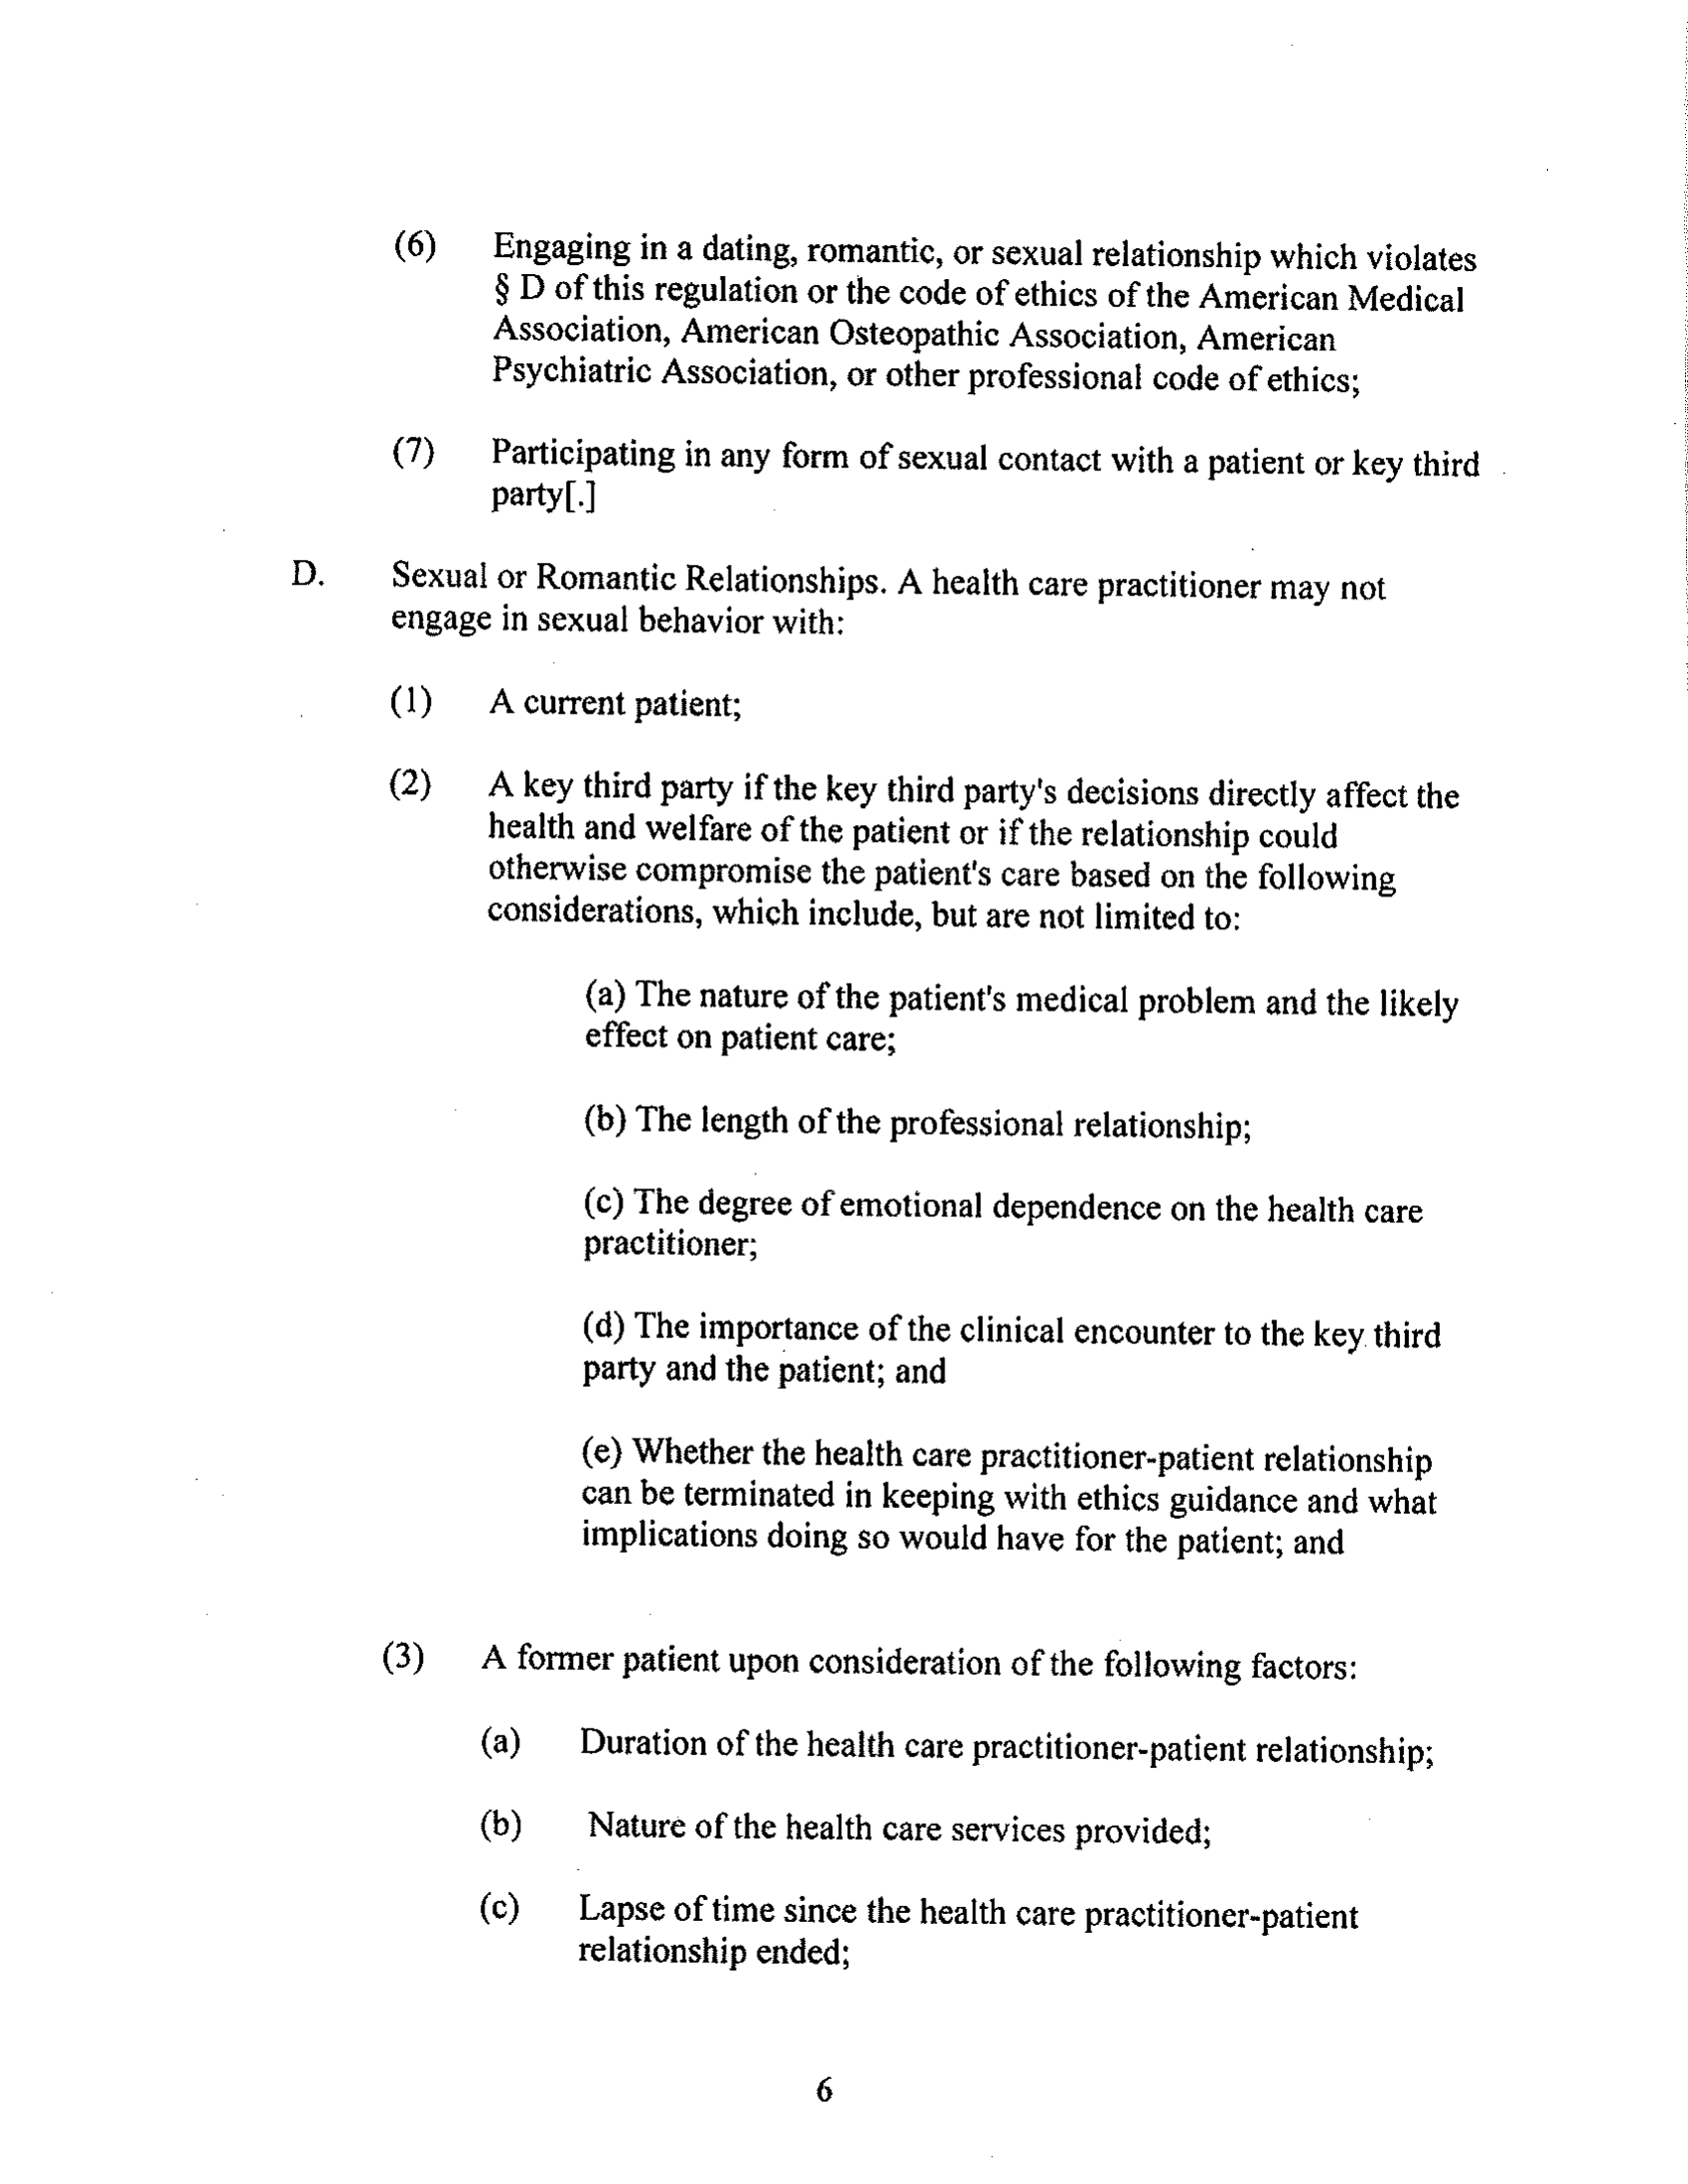 (6) Engaging in a dating, romantic, or sexual relationship which violates
§ D of this regulation or the code of ethics of the American Medical
Association, American Osteopathic Association, American
Psychiatric Association, or other professional code of ethics;
(7) Participating in any form of sexual contact with a patient or key third
party[.]
D. Sexual or Romantic Relationships. A health care practitioner may not
engage in sexual behavior with:
(1) A current patient;
(2) A key third party if the key third party's decisions directly affect the
health and welfare of the patient or if the relationship could
otherwise compromise the patient's care based on the following
considerations, which include, but are not limited to:
(a) The nature of the patient's medical problem and the likely
effect on patient care;
(b) The length of the professional relationship;
(c) The degree of emotional dependence on the health care
practitioner;
(d) The importance of the clinical encounter to the key third
party and the patient; and
(e) Whether the health care practitioner-patient relationship
can be terminated in keeping with ethics guidance and what
implications doing so would have for the patient; and
(3) A former patient upon consideration of the following factors:
(a) Duration of the health care practitioner-patient relationship;
(b) Nature of the health care services provided;
(c) Lapse of time since the health care practitioner-patient
relationship ended;
6